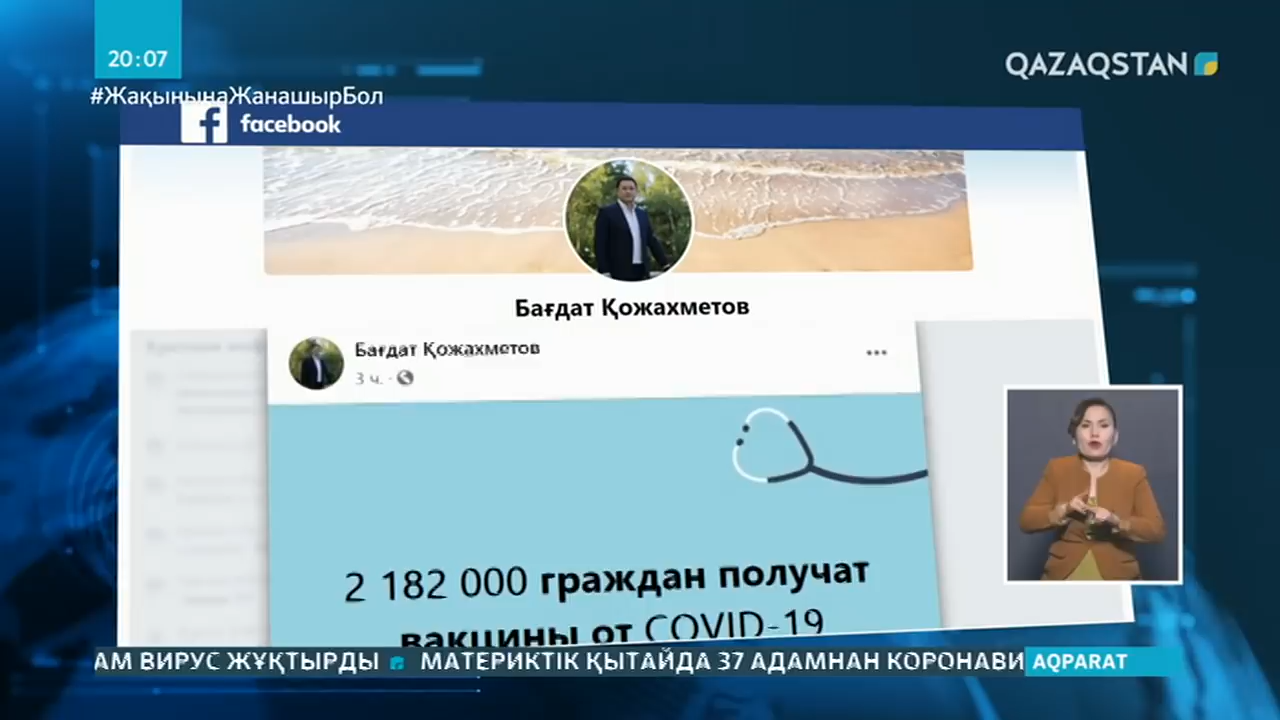 20:07
QAZAQSTAN
#ЖақыныңаЖанашырБол
facebook
Бағдат Қожахметов
Бағдат Қожахметов
3 ч.
2 182 000 граждан получат
вакцины от COVID-19
АМ ВИРУС ЖҰҚТЫРДЫ МАТЕРИКТІК ҚЫТАЙДА 37 АДАМНАН КОРОНАВИ
AQPARAT